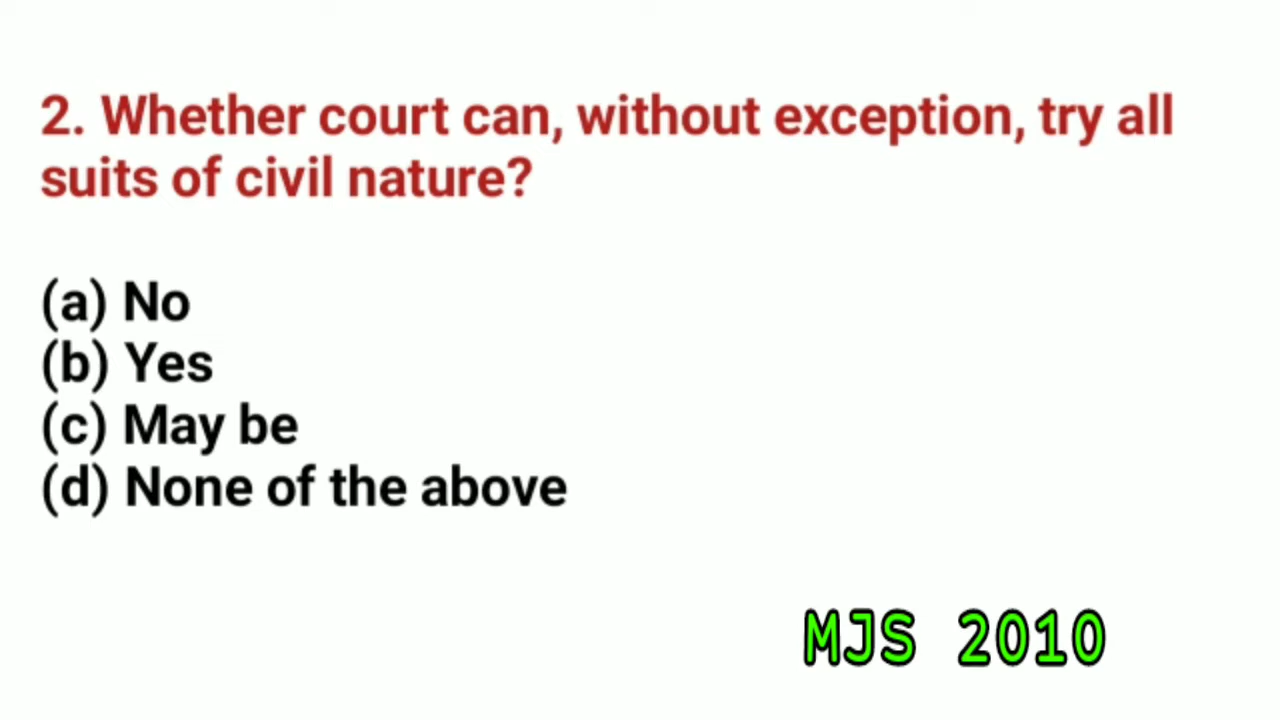 2. Whether court can, without exception, try all
suits of civil nature?
(a) No
(b) Yes
(c) May be
(d) None of the above
MJS 2010